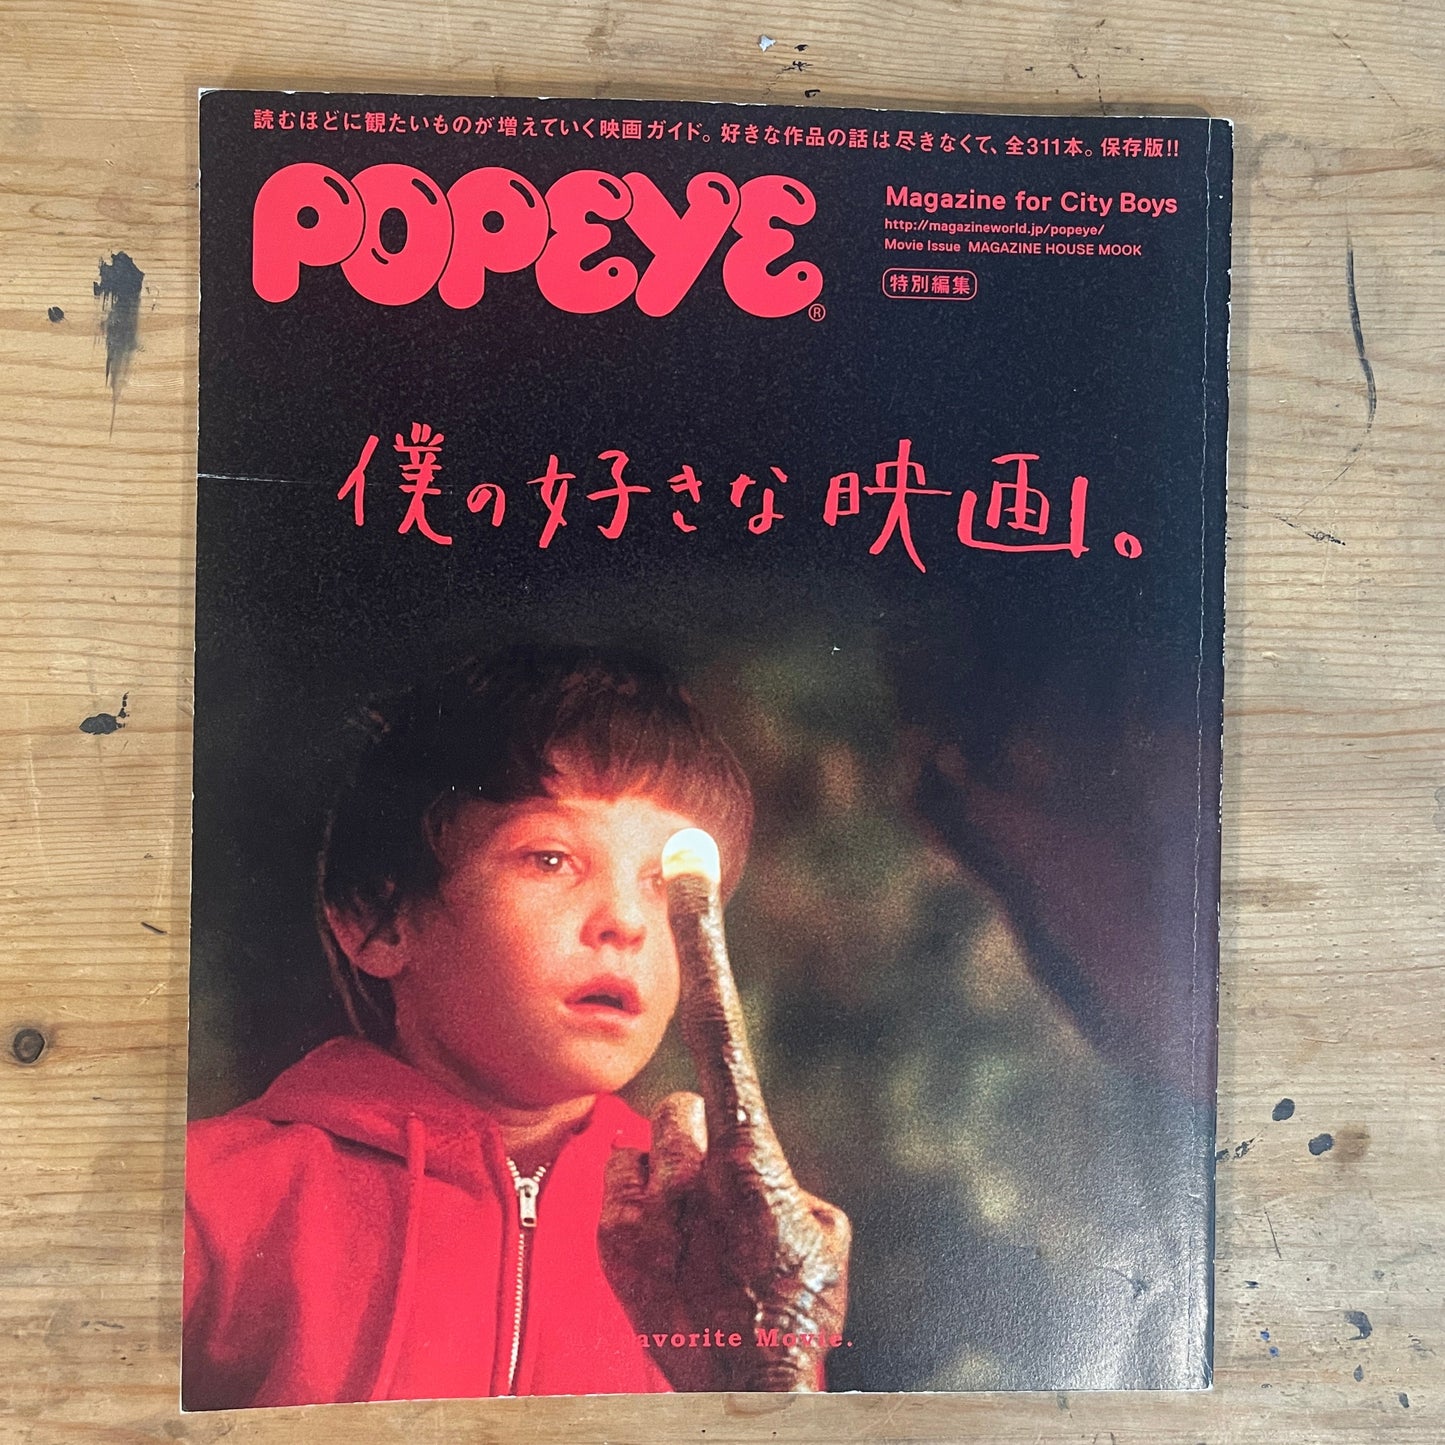 読むほどに観たいものが増えていく映画ガイド。好きな作品の話は尽きなくて、全311本。保存版!!
POPEYE®
Magazine for City Boys
http://magazineworld.jp/popeye/
Movie Issue MAGAZINE HOUSE MOOK
特別編集
僕の好きな映画。
avorite Movie.